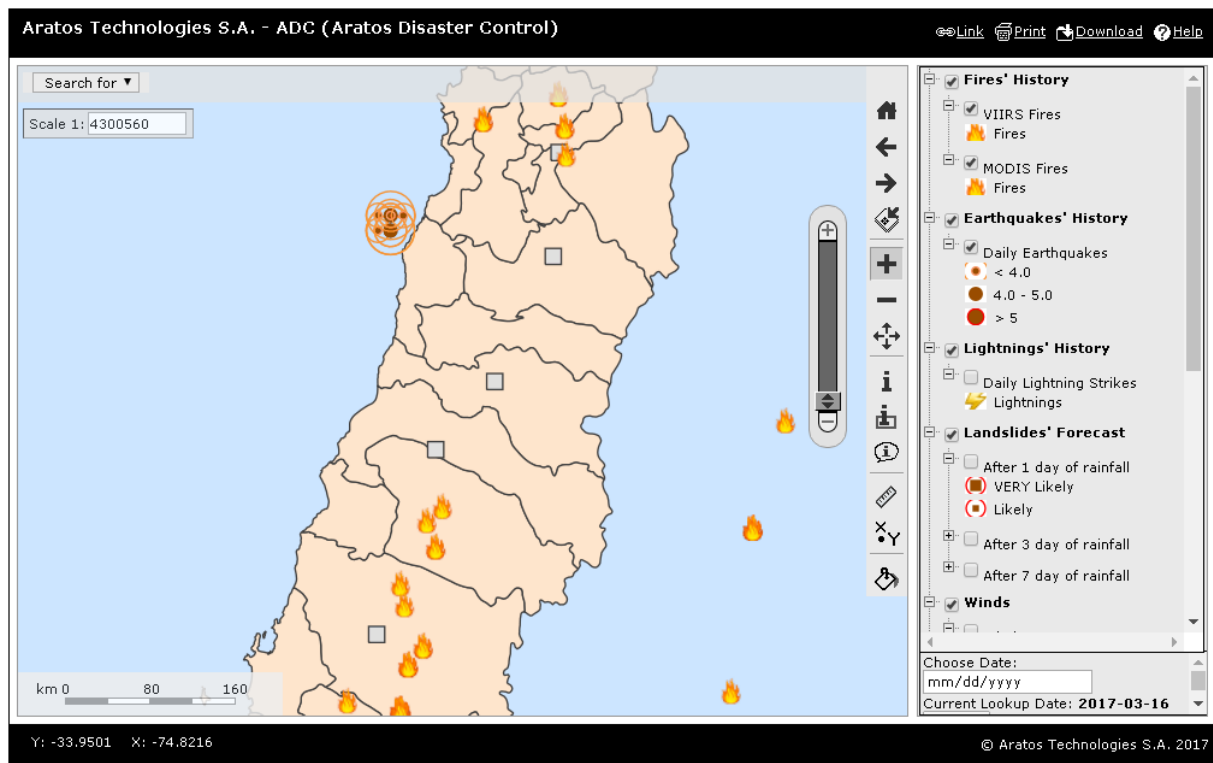 Aratos Technologies S.A. - ADC (Aratos Disaster Control)
Link Print Download Help
Search for ▼
Scale 1: 4300560
Fires' History
VIIRS Fires
Fires
MODIS Fires
Fires
Earthquakes' History
Daily Earthquakes
< 4.0
4.0 - 5.0
> 5
Lightnings' History
Daily Lightning Strikes
Lightnings
Landslides' Forecast
After 1 day of rainfall
VERY Likely
Likely
After 3 day of rainfall
After 7 day of rainfall
Winds
X Y
km 0 80 160
Choose Date:
mm/dd/yyyy
Current Lookup Date: 2017-03-16
Y: -33.9501 X: -74.8216
© Aratos Technologies S.A. 2017